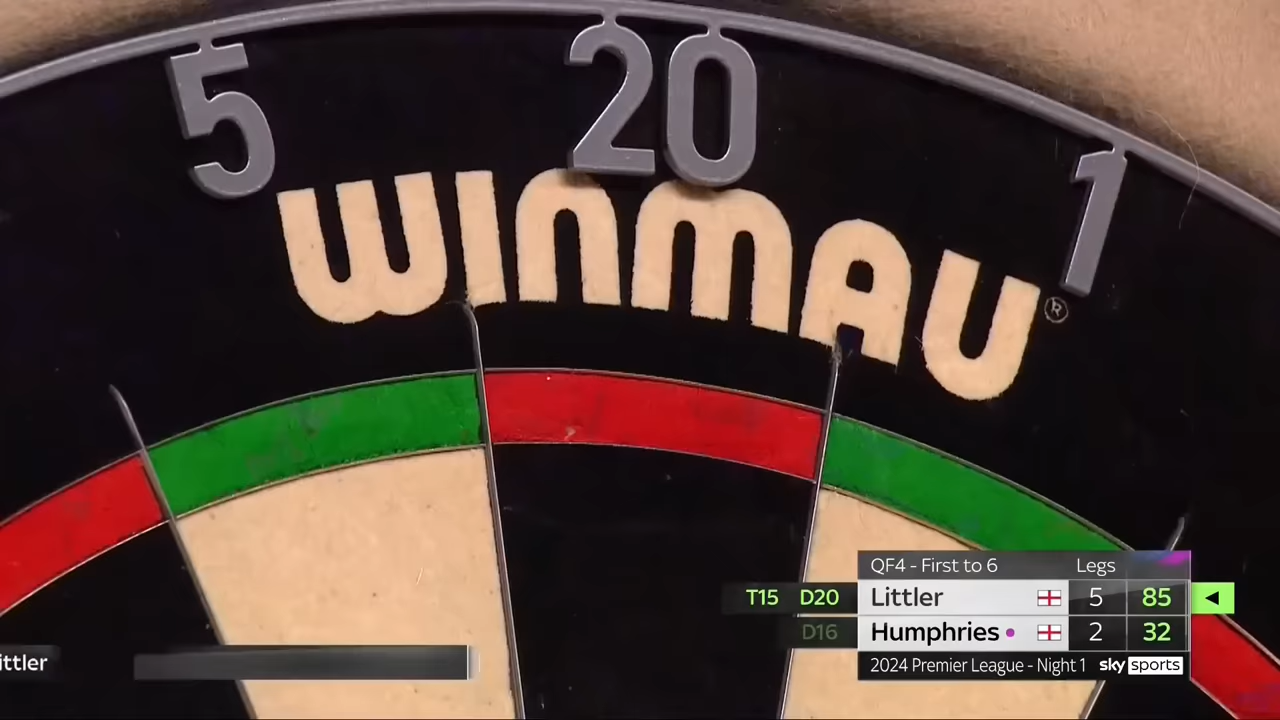 5 20 1
WINMAU®
QF4 - First to 6 Legs
T15 D20 Littler 5 85
D16 Humphries 2 32
ittler
2024 Premier League - Night 1 sky sports